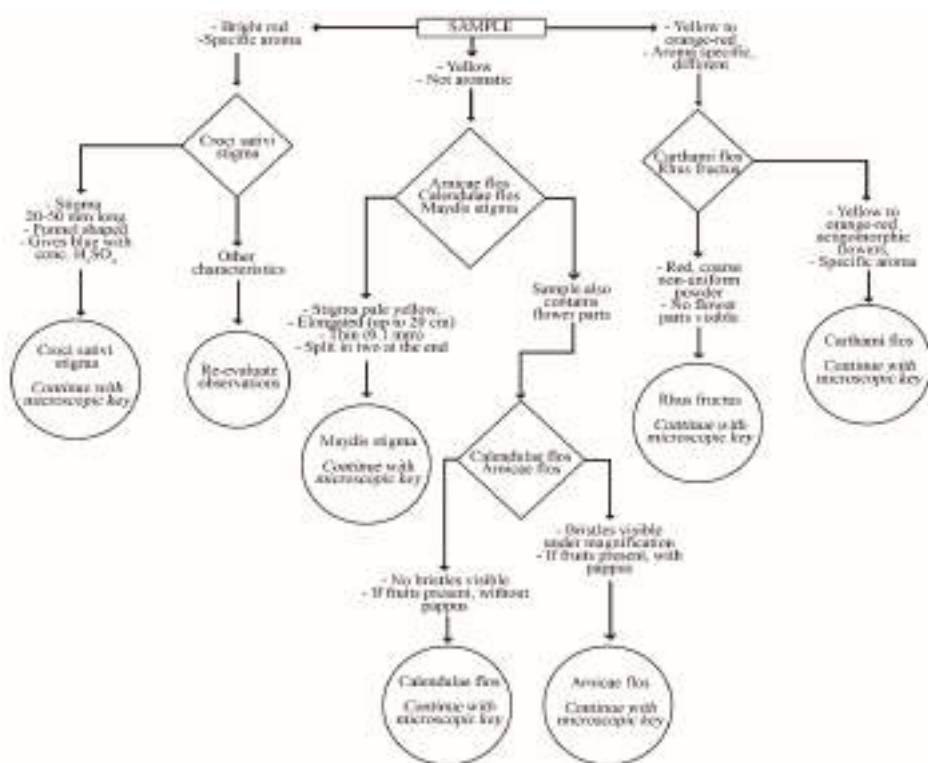 SAMPLE
- Bright red
-Specific aroma
- Yellow
- Not aromatic
- Yellow to
orange-red,
- Aroma specific,
different
Croci sativi
stigma
Arnicae flos
Calendulae flos
Maydis stigma
Carthami flos
Rhus fructus
- Stigma
20-50 mm long
- Funnel shaped
- Gives blue with
conc. H₂SO₄
Other
characteristics
- Stigma pale yellow,
- Elongated (up to 20 cm)
- Thin (0.1 mm)
- Split in two at the end
Sample also
contains
flower parts
- Red, coarse
non-uniform
powder
- No flower
parts visible
- Yellow to
orange-red,
actinomorphic
flowers,
- Specific aroma
Croci sativi
stigma
Continue with
microscopic key
Re-evaluate
observations
Maydis stigma
Continue with
microscopic key
Calendulae flos
Arnicae flos
Rhus fructus
Continue with
microscopic key
Carthami flos
Continue with
microscopic key
- No bristles visible
- If fruits present, without
pappus
- Bristles visible
under magnification
- If fruits present, with
pappus
Calendulae flos
Continue with
microscopic key
Arnicae flos
Continue with
microscopic key